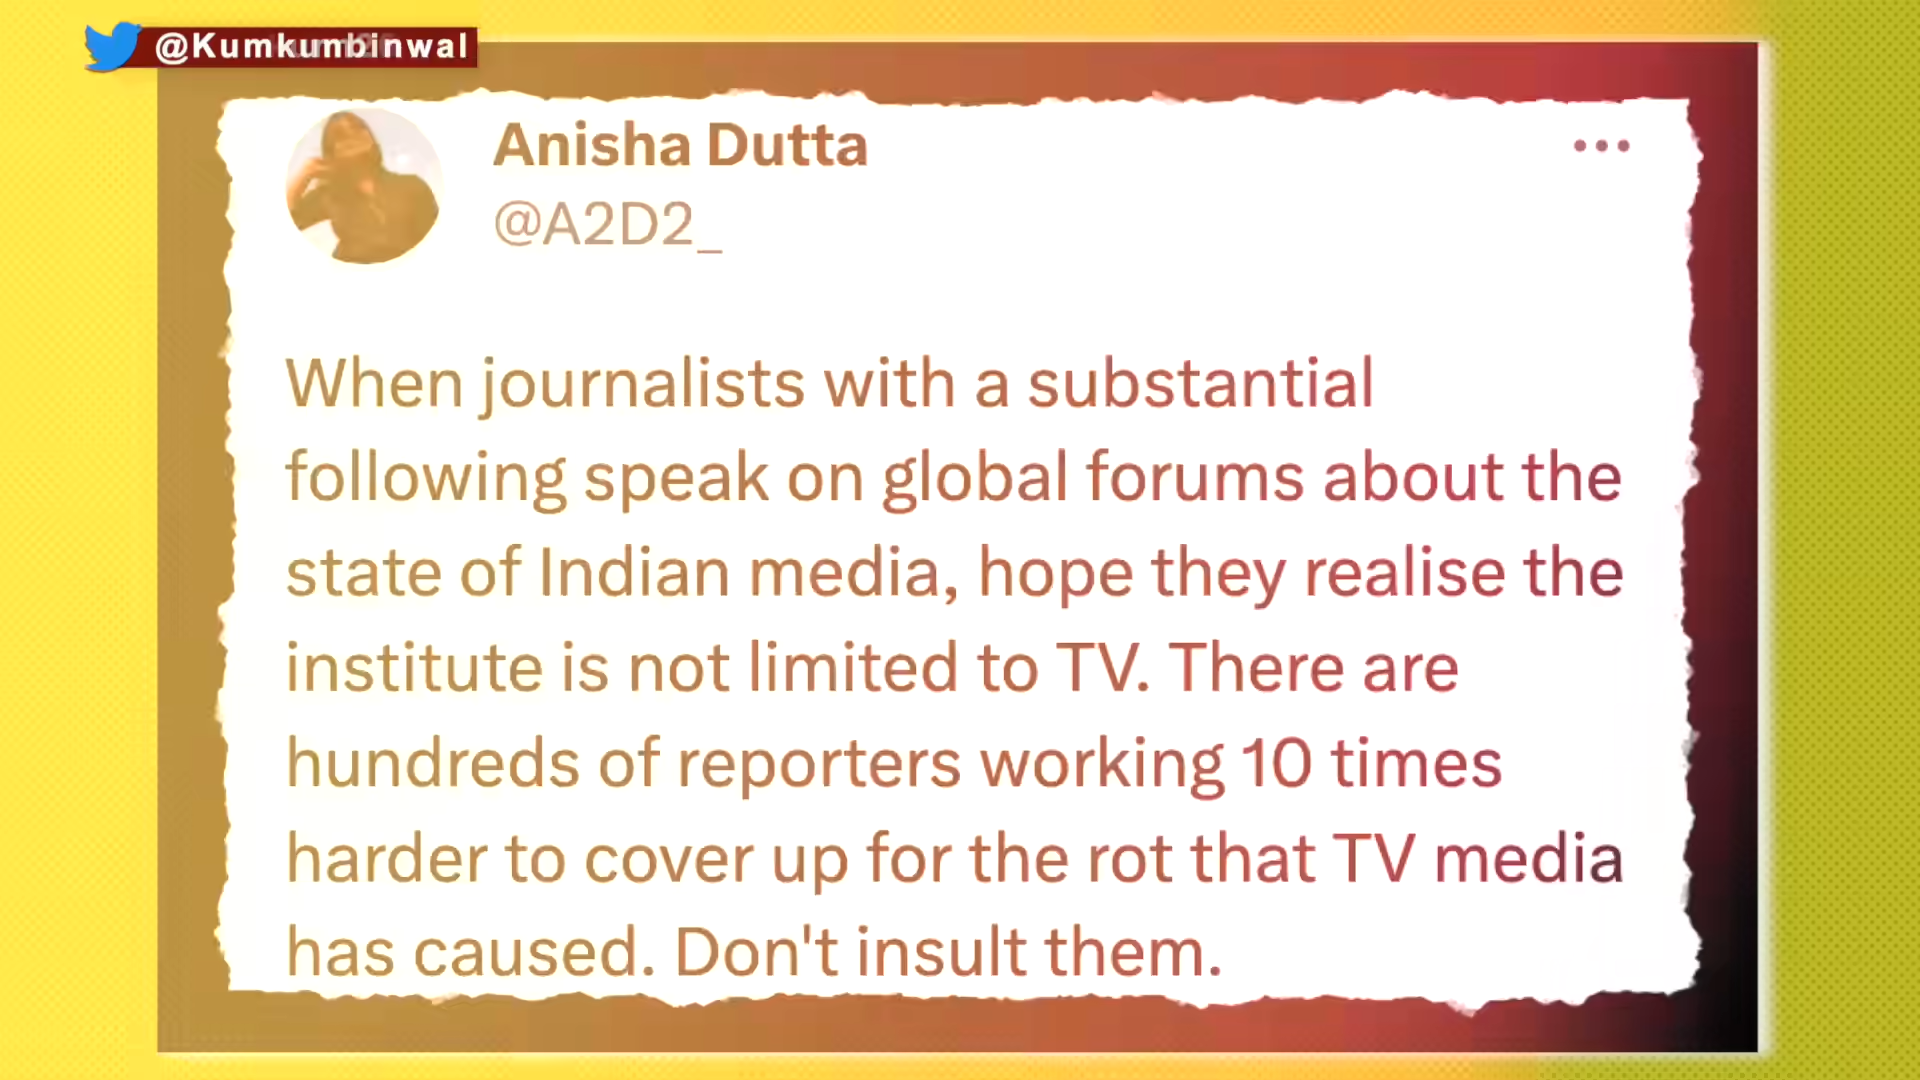 @Kumkumbinwal
Anisha Dutta
@A2D2_
When journalists with a substantial
following speak on global forums about the
state of Indian media, hope they realise the
institute is not limited to TV. There are
hundreds of reporters working 10 times
harder to cover up for the rot that TV media
has caused. Don't insult them.